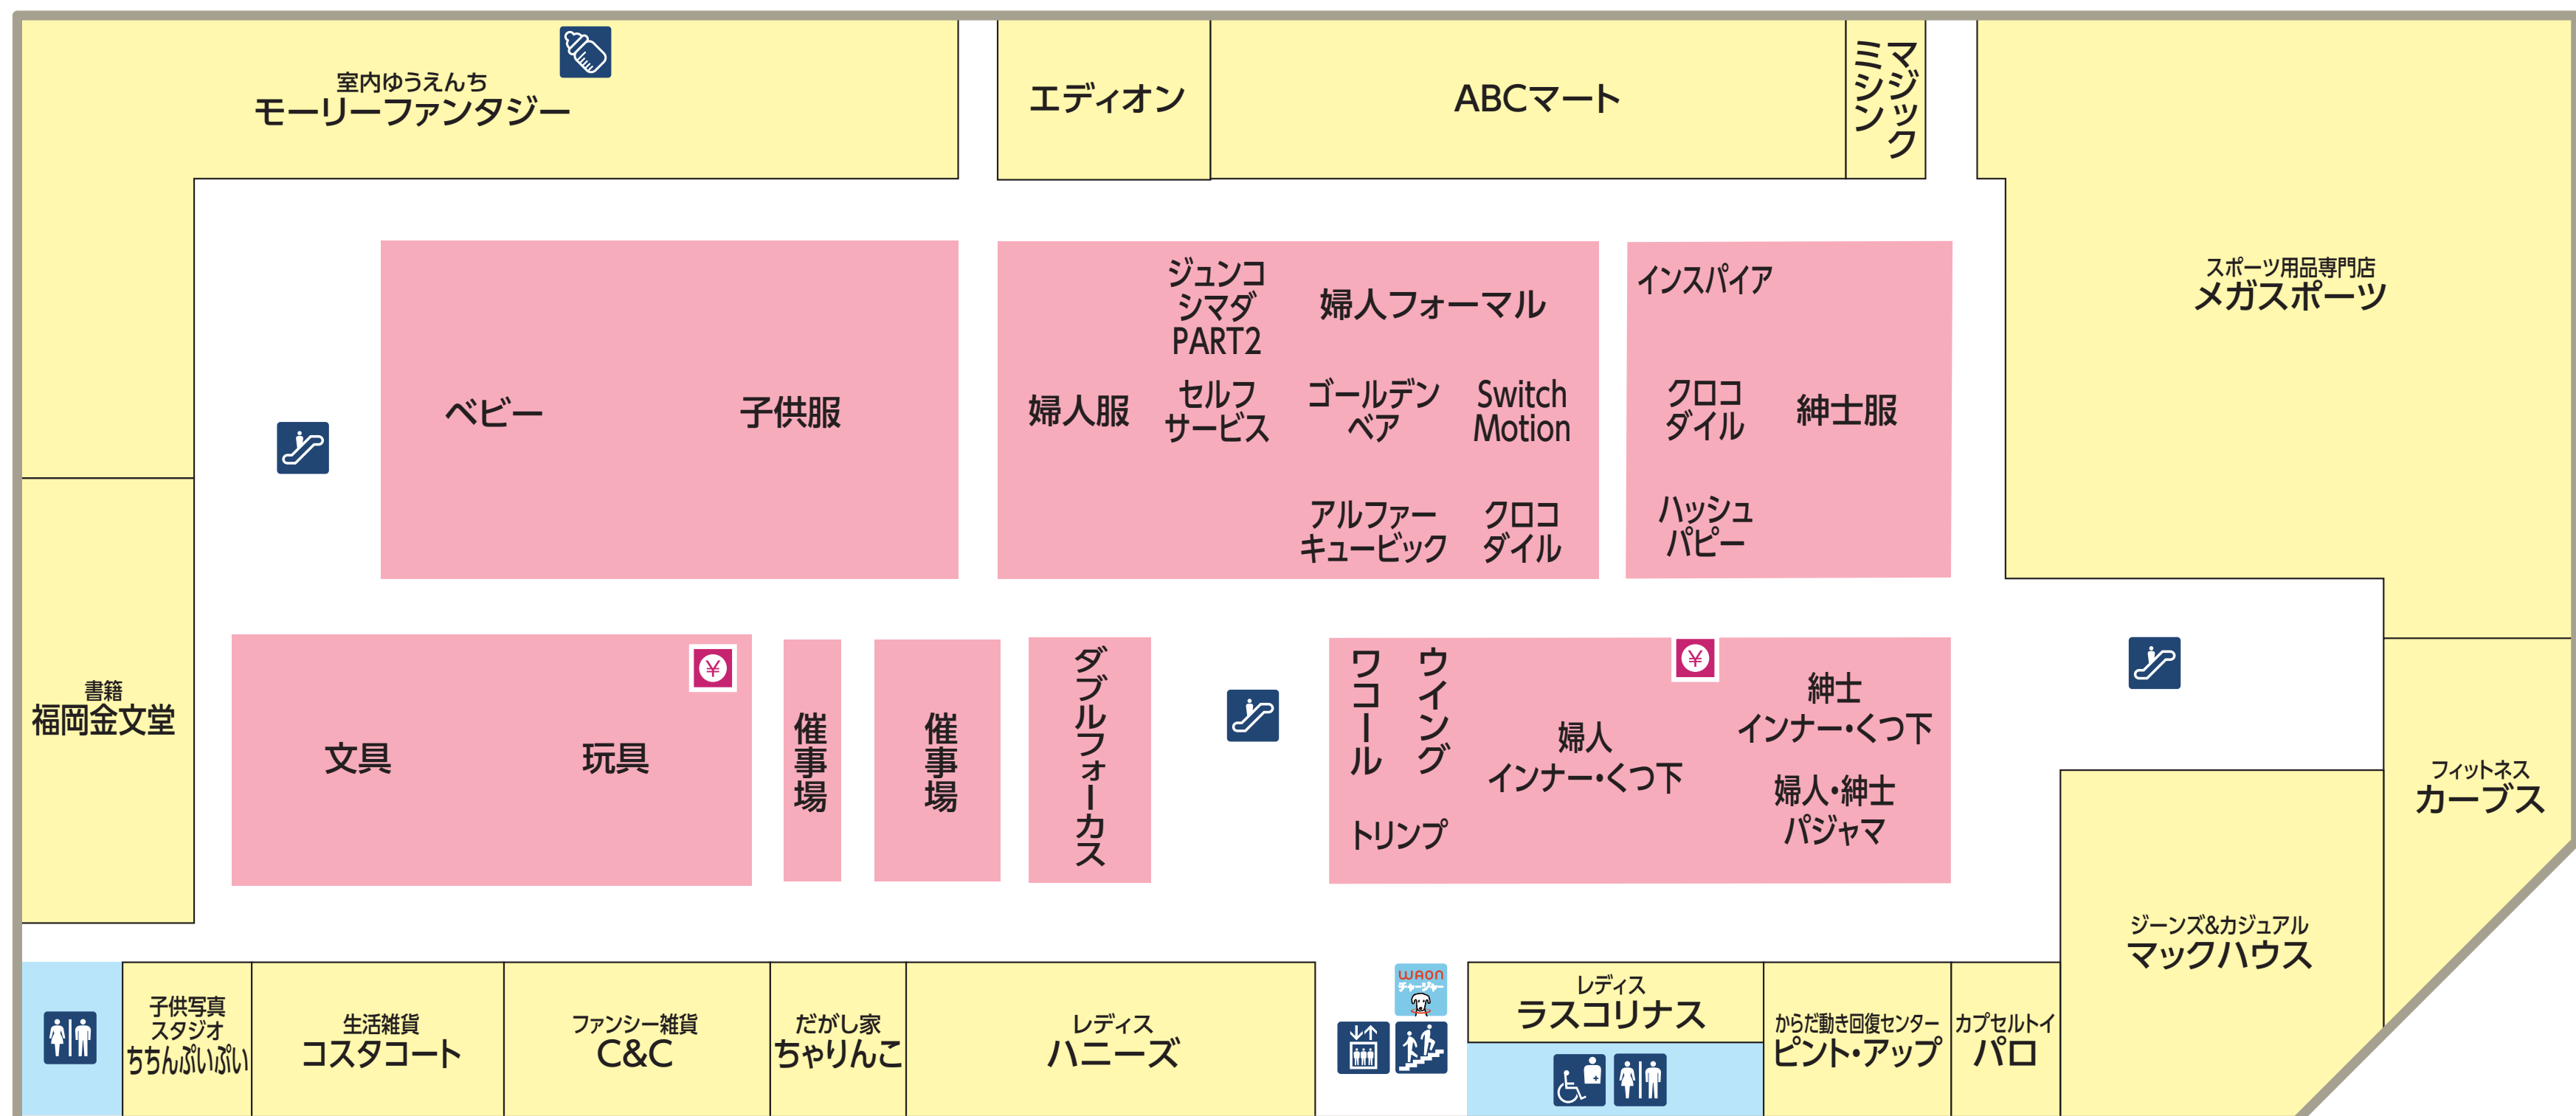 室内ゆうえんち
モーリーファンタジー
エディオン
ABCマート
マジック
ミシン
スポーツ用品専門店
メガスポーツ
ベビー
子供服
婦人服
ジュンコ
シマダ
PART2
セルフ
サービス
婦人フォーマル
ゴールデン
ベア
Switch
Motion
アルファー
キュービック
クロコ
ダイル
インスパイア
クロコ
ダイル
紳士服
ハッシュ
パピー
書籍
福岡金文堂
文具
玩具
¥
催事場
催事場
ダブルフォーカス
ワコール
ウイング
トリンプ
婦人
インナー・くつ下
¥
紳士
インナー・くつ下
婦人・紳士
パジャマ
フィットネス
カーブス
ジーンズ&カジュアル
マックハウス
子供写真
スタジオ
ちちんぷいぷい
生活雑貨
コスタコート
ファンシー雑貨
C&C
だがし家
ちゃりんこ
レディス
ハニーズ
WAON
チャージャー
レディス
ラスコリナス
からだ動き回復センター
ピント・アップ
カプセルトイ
パロ